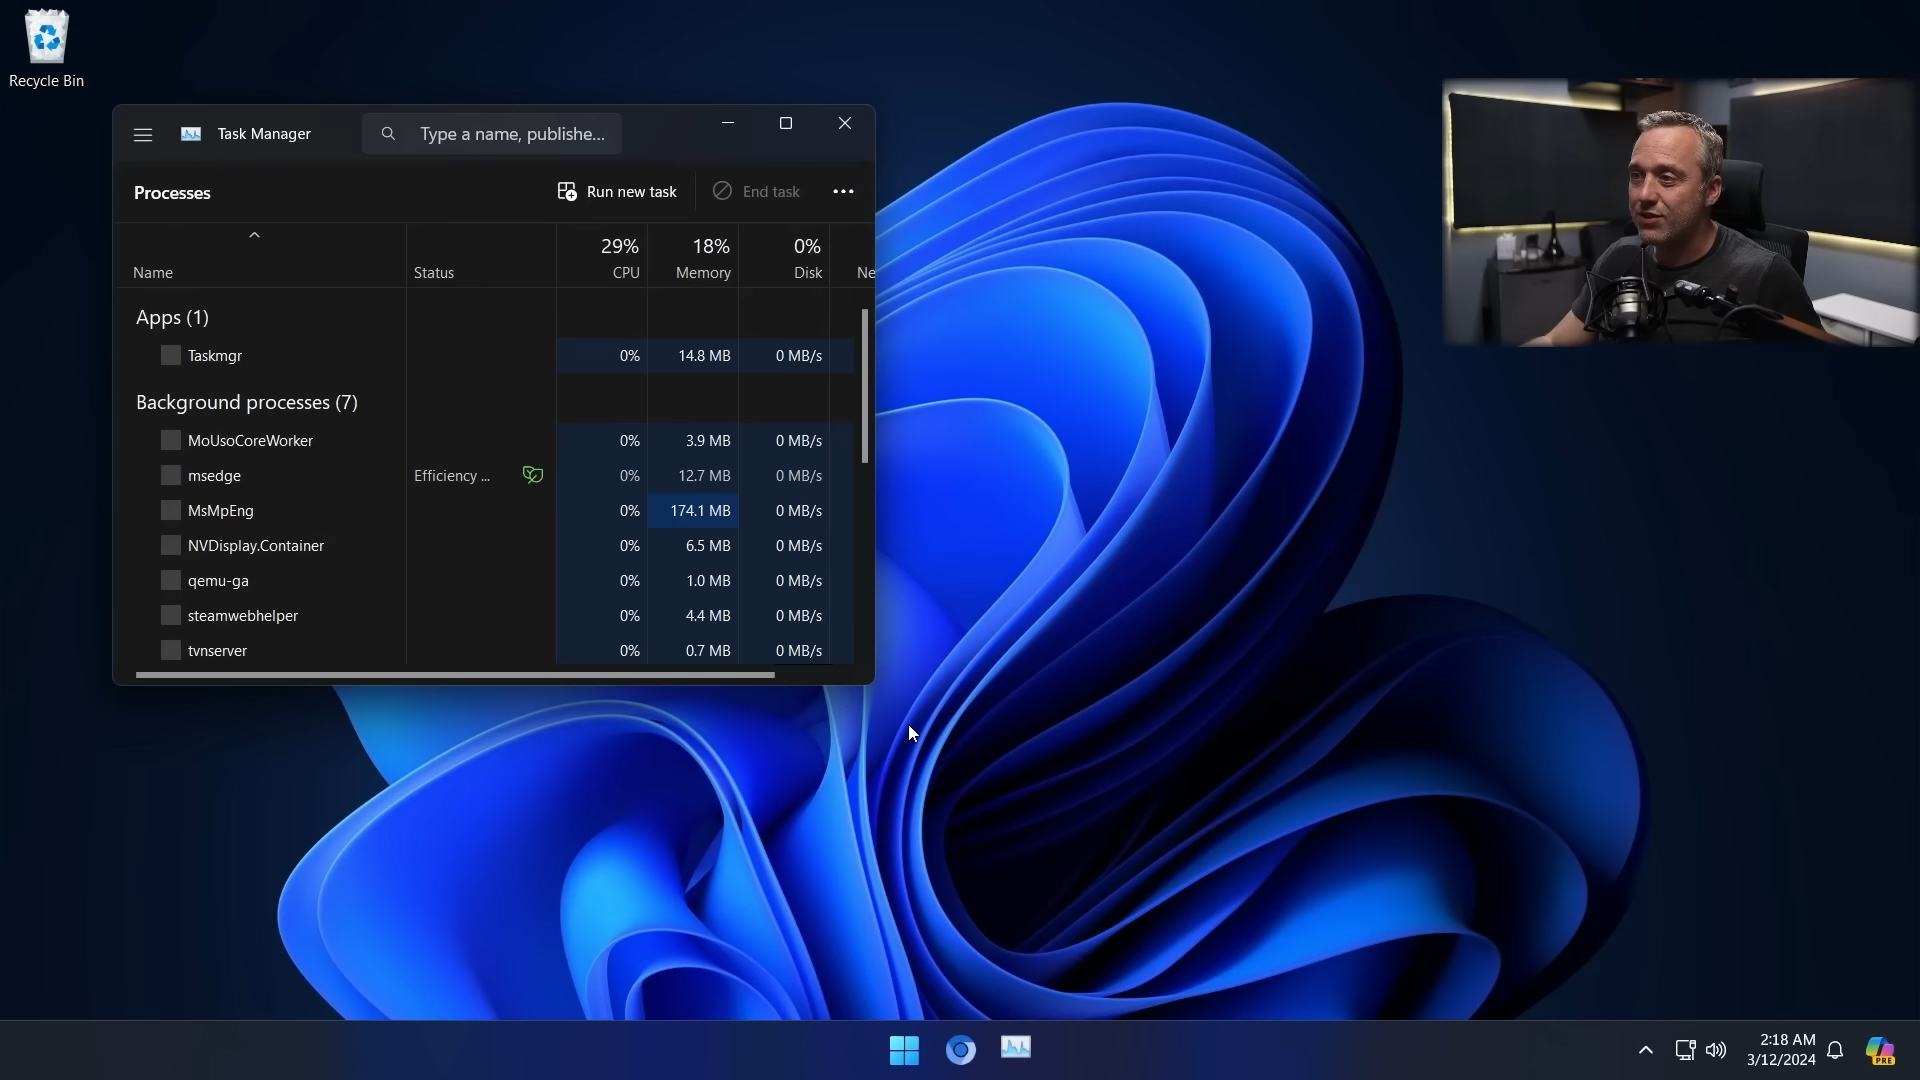 Recycle Bin
Task Manager
Type a name, publishe...
Processes
Run new task
End task
Name
Status
29%
CPU
18%
Memory
0%
Disk
Ne
Apps (1)
Taskmgr 0% 14.8 MB 0 MB/s
Background processes (7)
MoUsoCoreWorker 0% 3.9 MB 0 MB/s
msedge Efficiency ... 0% 12.7 MB 0 MB/s
MsMpEng 0% 174.1 MB 0 MB/s
NVDisplay.Container 0% 6.5 MB 0 MB/s
qemu-ga 0% 1.0 MB 0 MB/s
steamwebhelper 0% 4.4 MB 0 MB/s
tvnserver 0% 0.7 MB 0 MB/s
2:18 AM
3/12/2024
PRE